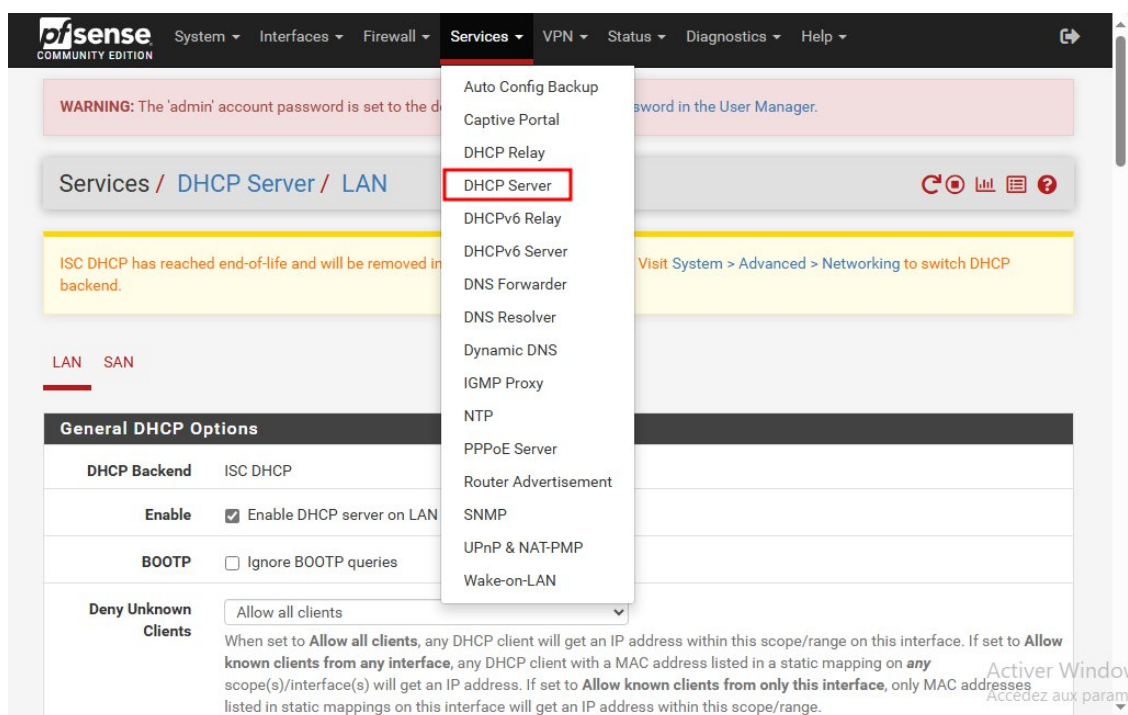 pfsense System Interfaces Firewall Services VPN Status Diagnostics Help
COMMUNITY EDITION
Auto Config Backup
Captive Portal
DHCP Relay
DHCP Server
DHCPv6 Relay
DHCPv6 Server
DNS Forwarder
DNS Resolver
Dynamic DNS
IGMP Proxy
NTP
PPPoE Server
Router Advertisement
SNMP
UPnP & NAT-PMP
Wake-on-LAN
WARNING: The 'admin' account password is set to the in the User Manager.
Services / DHCP Server / LAN
ISC DHCP has reached end-of-life and will be removed in Visit System > Advanced > Networking to switch DHCP
backend.
LAN SAN
General DHCP Options
DHCP Backend ISC DHCP
Enable Enable DHCP server on LAN
BOOTP Ignore BOOTP queries
Deny Unknown Clients Allow all clients
When set to Allow all clients, any DHCP client will get an IP address within this scope/range on this interface. If set to Allow
known clients from any interface, any DHCP client with a MAC address listed in a static mapping on any
scope(s)/interface(s) will get an IP address. If set to Allow known clients from only this interface, only MAC addresses
listed in static mappings on this interface will get an IP address within this scope/range.
Activer Window
Accédez aux param